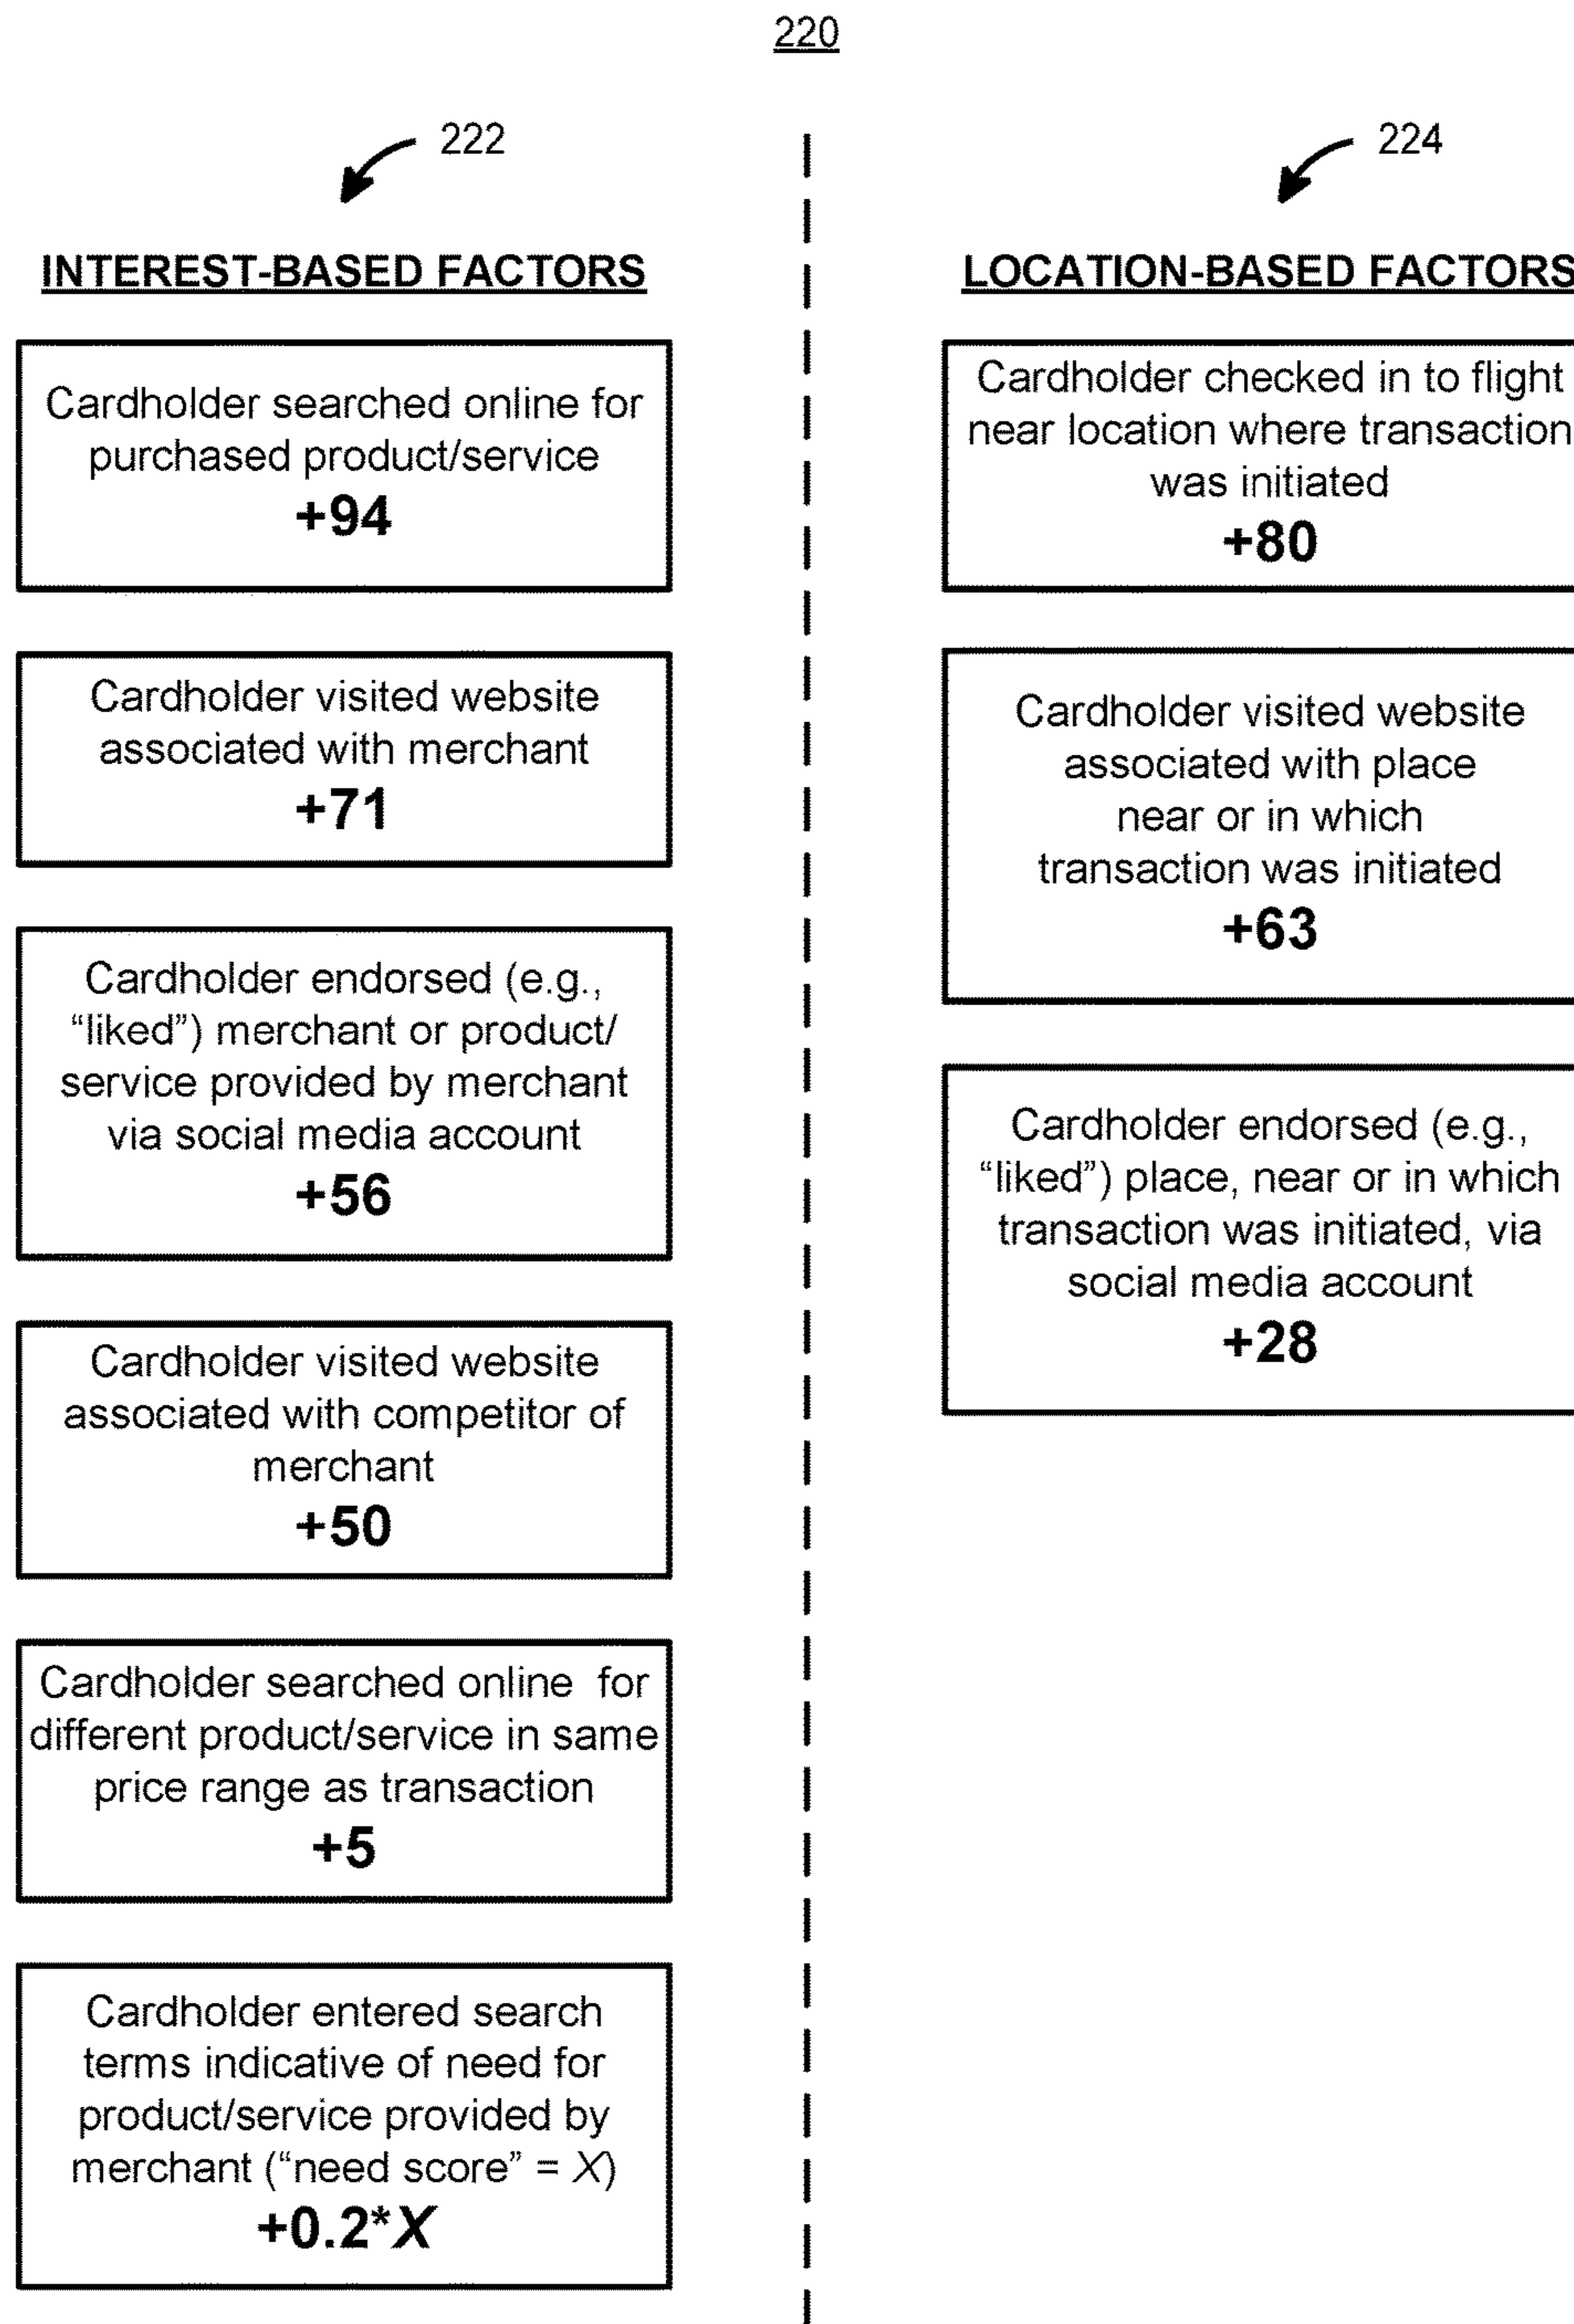 220
222
INTEREST-BASED FACTORS
Cardholder searched online for
purchased product/service
+94
Cardholder visited website
associated with merchant
+71
Cardholder endorsed (e.g.,
“liked”) merchant or product/
service provided by merchant
via social media account
+56
Cardholder visited website
associated with competitor of
merchant
+50
Cardholder searched online for
different product/service in same
price range as transaction
+5
Cardholder entered search
terms indicative of need for
product/service provided by
merchant (“need score” = X)
+0.2*X
224
LOCATION-BASED FACTORS
Cardholder checked in to flight
near location where transaction
was initiated
+80
Cardholder visited website
associated with place
near or in which
transaction was initiated
+63
Cardholder endorsed (e.g.,
“liked”) place, near or in which
transaction was initiated, via
social media account
+28